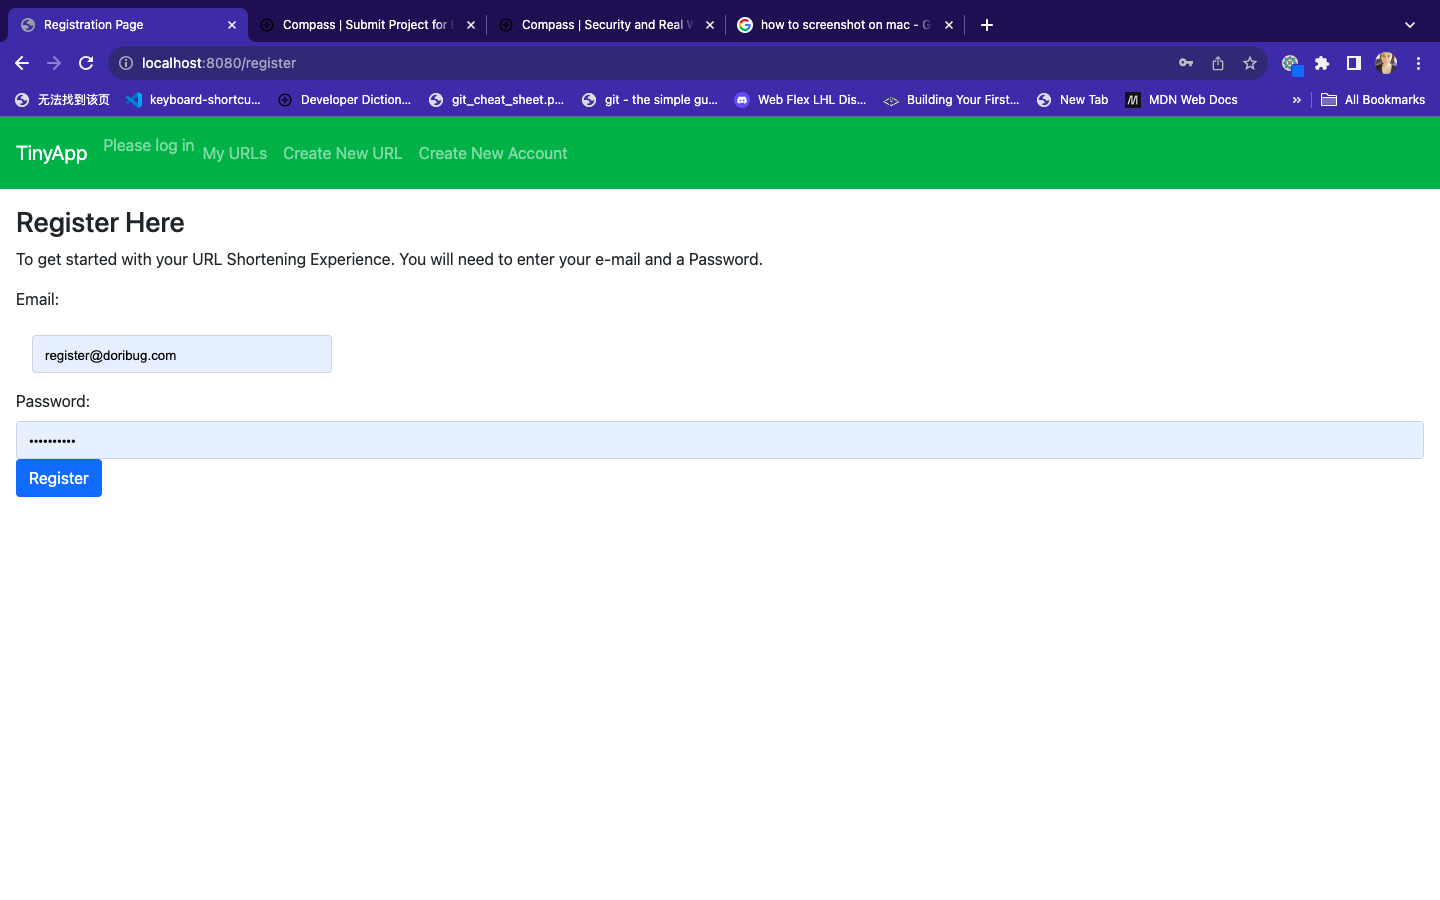 Registration Page
Compass | Submit Project for
Compass | Security and Real
how to screenshot on mac - G
localhost:8080/register
无法找到该页
keyboard-shortcu...
Developer Diction...
git_cheat_sheet.p...
git - the simple gu...
Web Flex LHL Dis...
Building Your First...
New Tab
M MDN Web Docs
»
All Bookmarks
TinyApp
Please log in
My URLs
Create New URL
Create New Account
Register Here
To get started with your URL Shortening Experience. You will need to enter your e-mail and a Password.
Email:
register@doribug.com
Password:
••••••••••
Register